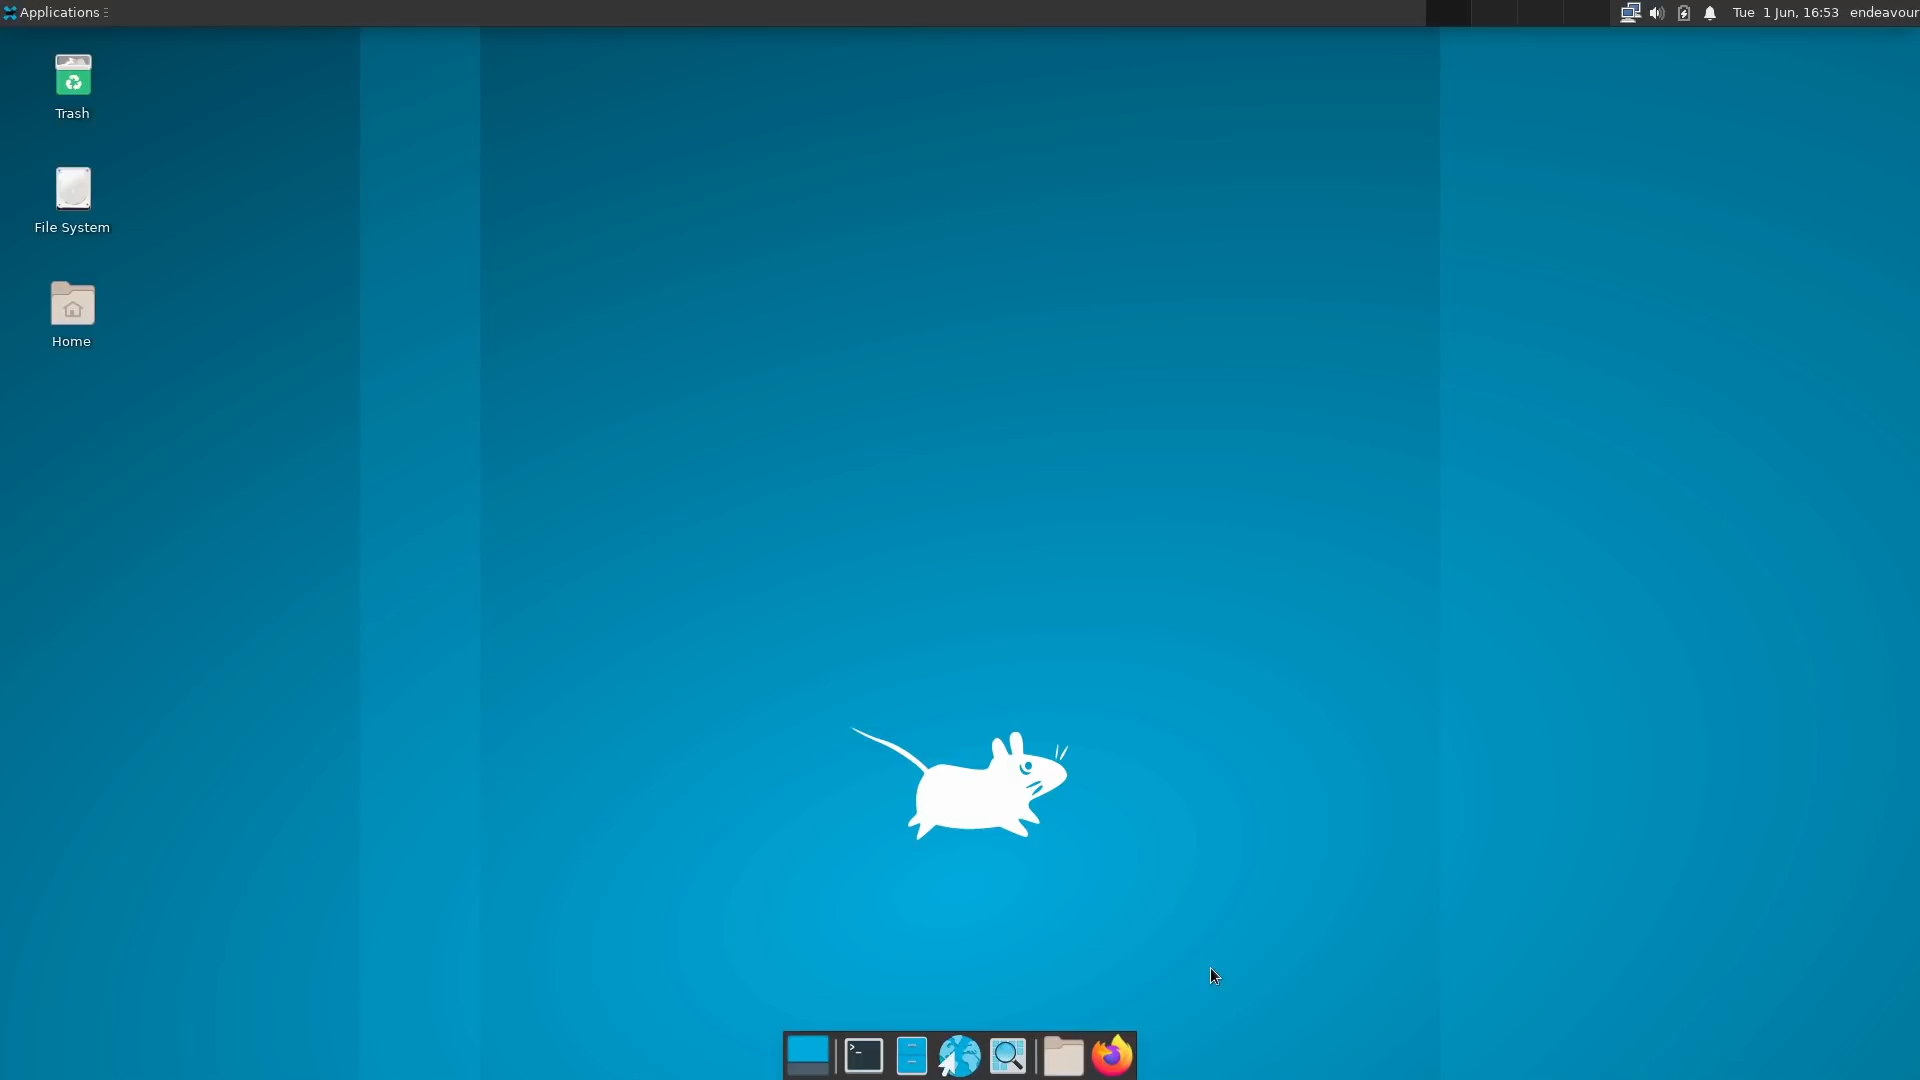 Applications
Tue 1 Jun, 16:53 endeavour
Trash
File System
Home